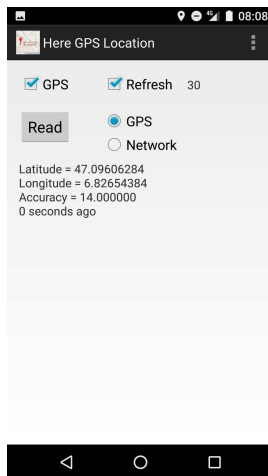 4G 08:08
Here GPS Location
GPS Refresh 30
Read
GPS
Network
Latitude = 47.09606284
Longitude = 6.82654384
Accuracy = 14.000000
0 seconds ago